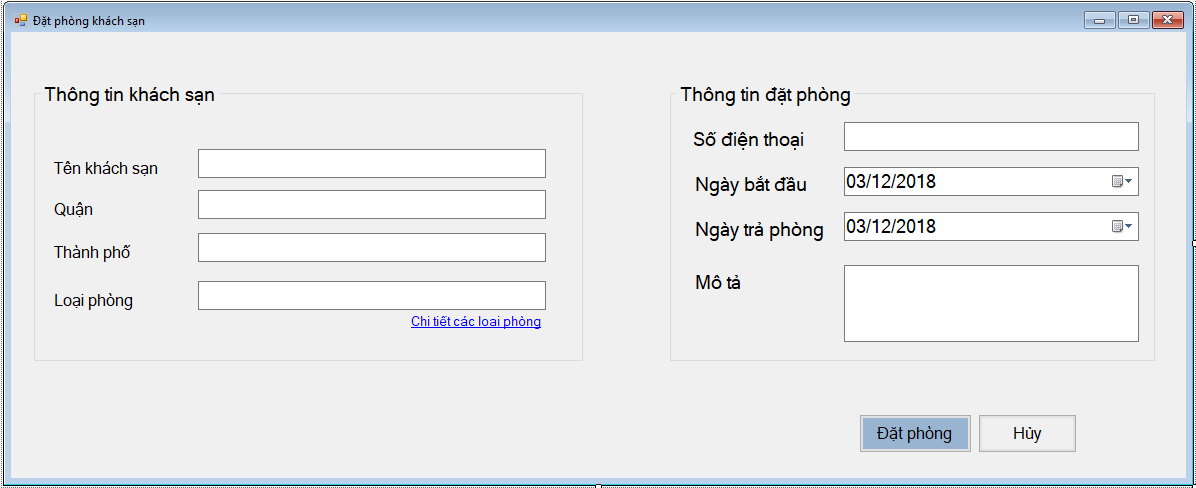 Đặt phòng khách sạn
Thông tin khách sạn
Tên khách sạn
Quận
Thành phố
Loại phòng
Chi tiết các loai phòng
Thông tin đặt phòng
Số điện thoại
Ngày bắt đầu
03/12/2018
Ngày trả phòng
03/12/2018
Mô tả
Đặt phòng
Hủy